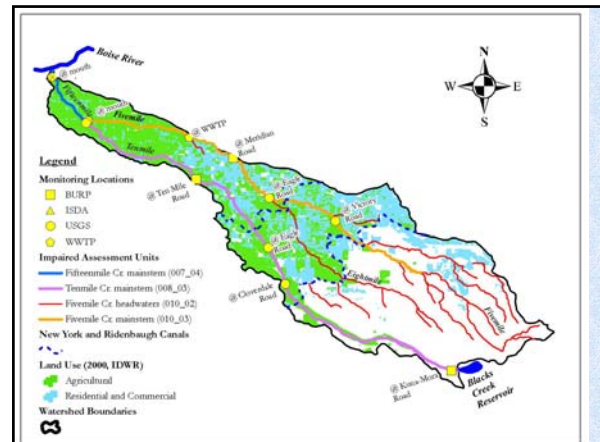 Boise River
@ mouth
Fifteenmile
@ mouth
Fivemile
Tenmile
@ WWTP
@ Meridian
Road
@ Ten Mile
Road
@ Eagle
Road
@ Victory
Road
@ Eagle
Road
Eightmile
@ Cloverdale
Road
Fivemile
@ Kuna-Mora
Road
Blacks
Creek
Reservoir
N
W
E
S
Legend
Monitoring Locations
BURP
ISDA
USGS
WWTP
Impaired Assessment Units
Fifteenmile Cr. mainstem (007_04)
Tenmile Cr. mainstem (008_03)
Fivemile Cr. headwaters (010_02)
Fivemile Cr. mainstem (010_03)
New York and Ridenbaugh Canals
Land Use (2000, IDWR)
Agricultural
Residential and Commercial
Watershed Boundaries